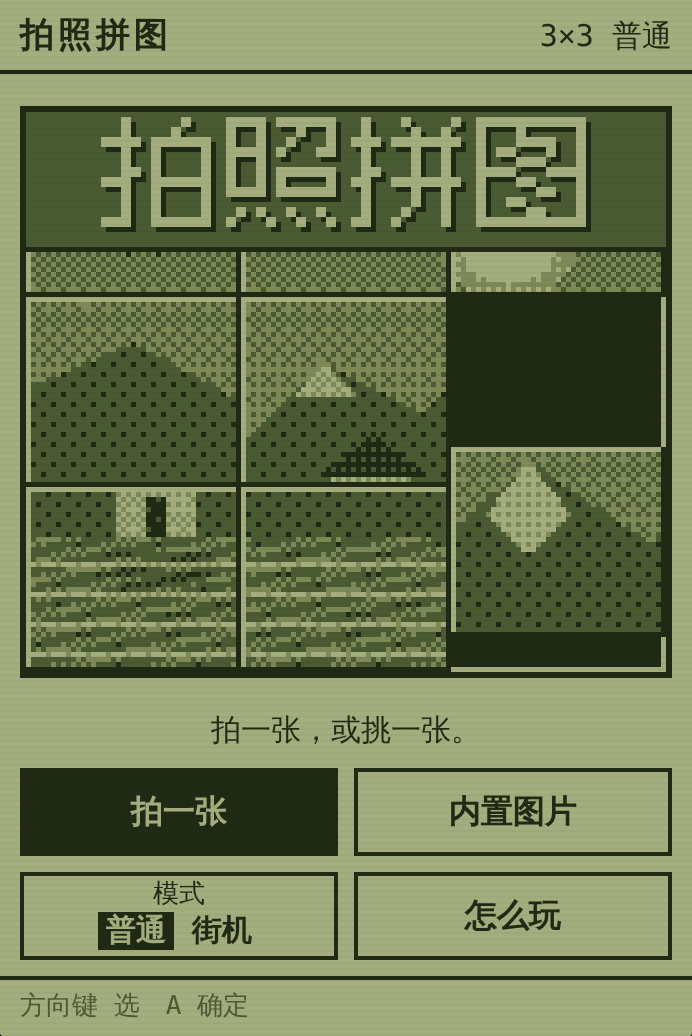 拍照拼图
3×3 普通
拍照拼图
拍一张，或挑一张。
拍一张
内置图片
模式
普通 街机
怎么玩
方向键 选 A 确定